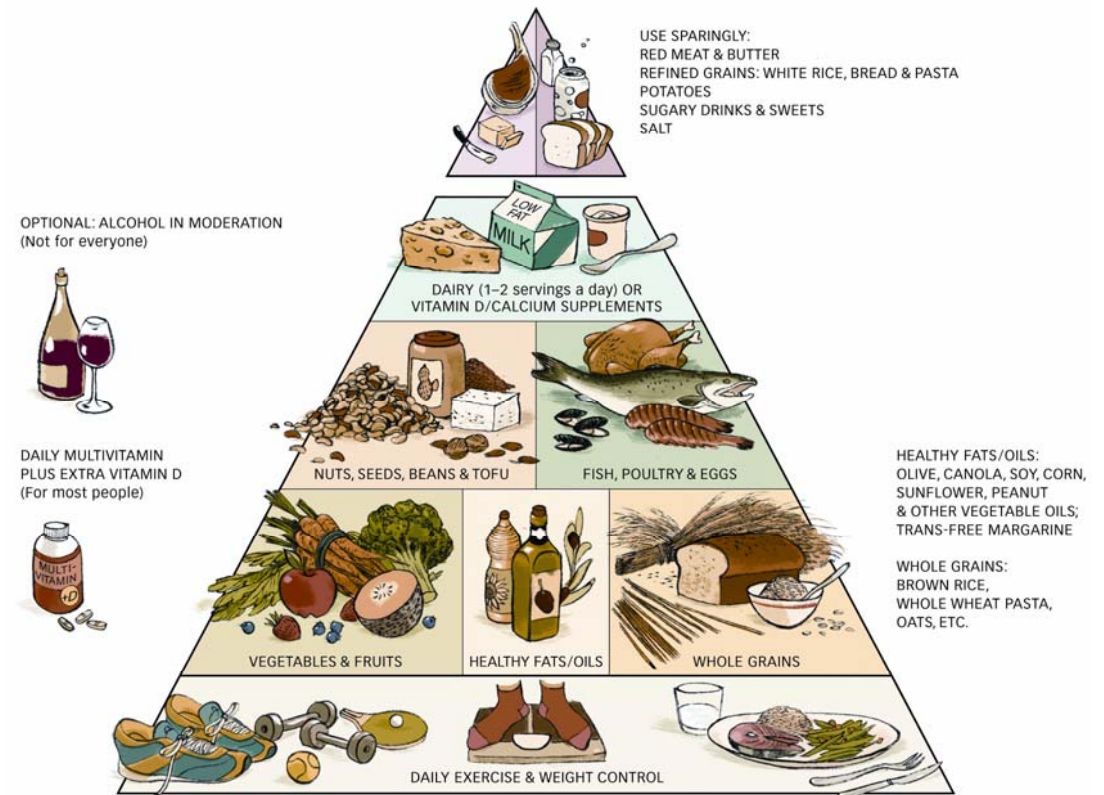 USE SPARINGLY:
RED MEAT & BUTTER
REFINED GRAINS: WHITE RICE, BREAD & PASTA
POTATOES
SUGARY DRINKS & SWEETS
SALT
OPTIONAL: ALCOHOL IN MODERATION
(Not for everyone)
LOW
FAT
MILK
DAIRY (1–2 servings a day) OR
VITAMIN D/CALCIUM SUPPLEMENTS
DAILY MULTIVITAMIN
PLUS EXTRA VITAMIN D
(For most people)
MULTI-
VITAMIN
+D
NUTS, SEEDS, BEANS & TOFU
FISH, POULTRY & EGGS
HEALTHY FATS/OILS:
OLIVE, CANOLA, SOY, CORN,
SUNFLOWER, PEANUT
& OTHER VEGETABLE OILS;
TRANS-FREE MARGARINE
WHOLE GRAINS:
BROWN RICE,
WHOLE WHEAT PASTA,
OATS, ETC.
VEGETABLES & FRUITS
HEALTHY FATS/OILS
WHOLE GRAINS
DAILY EXERCISE & WEIGHT CONTROL